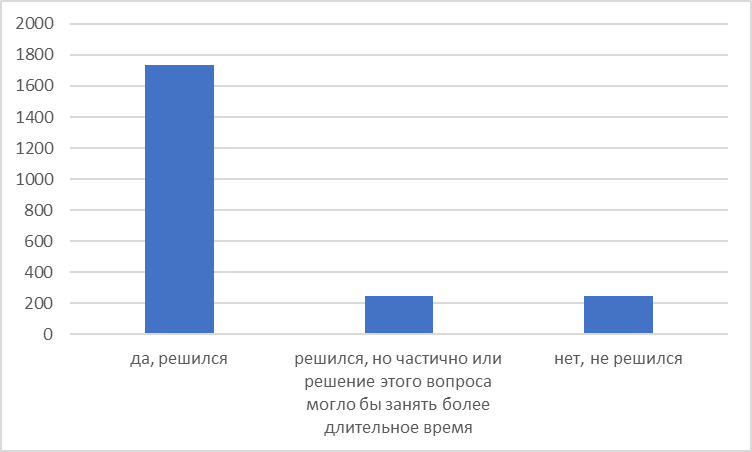 2000
1800
1600
1400
1200
1000
800
600
400
200
0
да, решился
решился, но частично или
решение этого вопроса
могло бы занять более
длительное время
нет, не решился